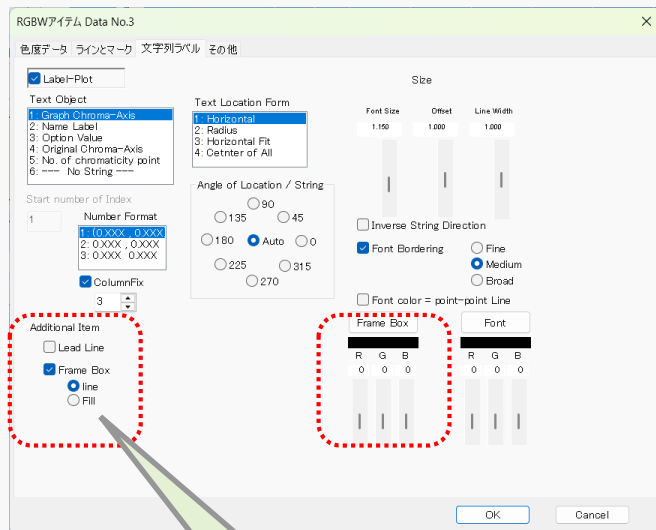 RGBWアイテム Data No.3
色度データ ラインとマーク 文字列ラベル その他
Label-Plot
Text Object
1: Graph Chroma-Axis
2: Name Label
3: Option Value
4: Original Chroma-Axis
5: No. of chromaticity point
6: --- No String ---
Start number of Index
1
Number Format
1: (0.XXX , 0.XXX
2: 0.XXX , 0.XXX
3: 0.XXX 0.XXX
ColumnFix
3
Additional Item
Lead Line
Frame Box
line
Fill
Text Location Form
1: Horizontal
2: Radius
3: Horizontal Fit
4: Cetnter of All
Angle of Location / String
90
135 45
180 Auto 0
225 315
270
Size
Font Size Offset Line Width
1.150 1.000 1.000
Inverse String Direction
Font Bordering
Fine
Medium
Broad
Font color = point-point Line
Frame Box Font
R G B R G B
0 0 0 0 0 0
OK Cancel